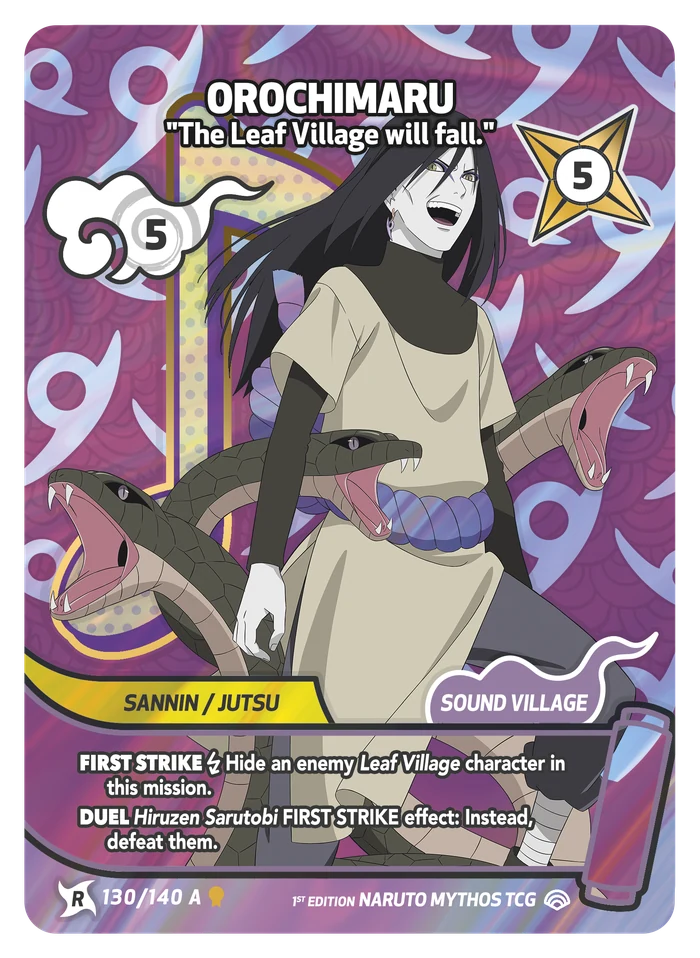 OROCHIMARU
"The Leaf Village will fall."
5
5
SANNIN / JUTSU
SOUND VILLAGE
FIRST STRIKE Hide an enemy Leaf Village character in
this mission.
DUEL Hiruzen Sarutobi FIRST STRIKE effect: Instead,
defeat them.
R 130/140 A
1ST EDITION NARUTO MYTHOS TCG